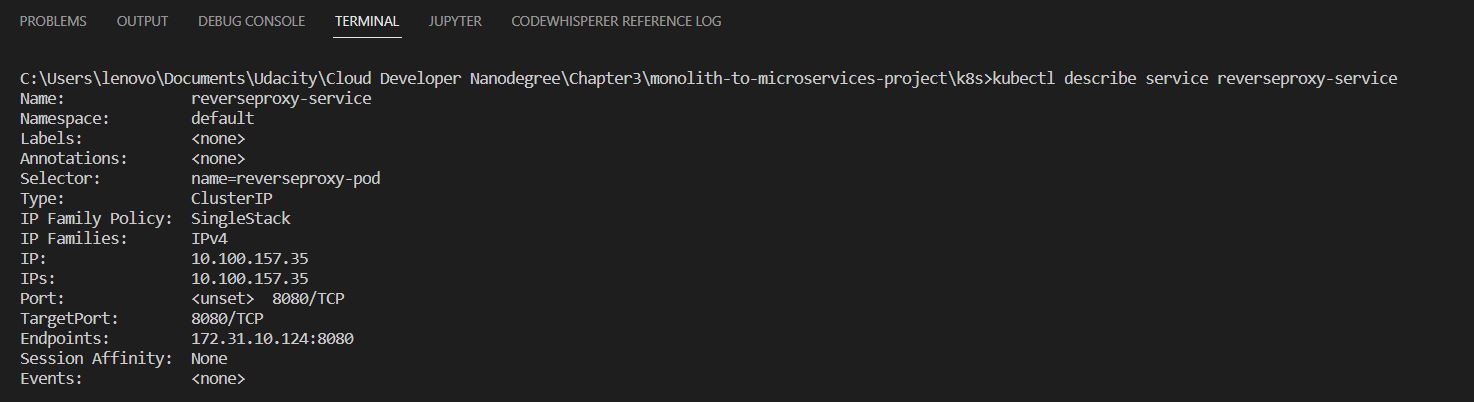 PROBLEMS OUTPUT DEBUG CONSOLE TERMINAL JUPYTER CODEWHISPERER REFERENCE LOG
C:\Users\lenovo\Documents\Udacity\Cloud Developer Nanodegree\Chapter3\monolith-to-microservices-project\k8s>kubectl describe service reverseproxy-service
Name: reverseproxy-service
Namespace: default
Labels: <none>
Annotations: <none>
Selector: name=reverseproxy-pod
Type: ClusterIP
IP Family Policy: SingleStack
IP Families: IPv4
IP: 10.100.157.35
IPs: 10.100.157.35
Port: <unset> 8080/TCP
TargetPort: 8080/TCP
Endpoints: 172.31.10.124:8080
Session Affinity: None
Events: <none>